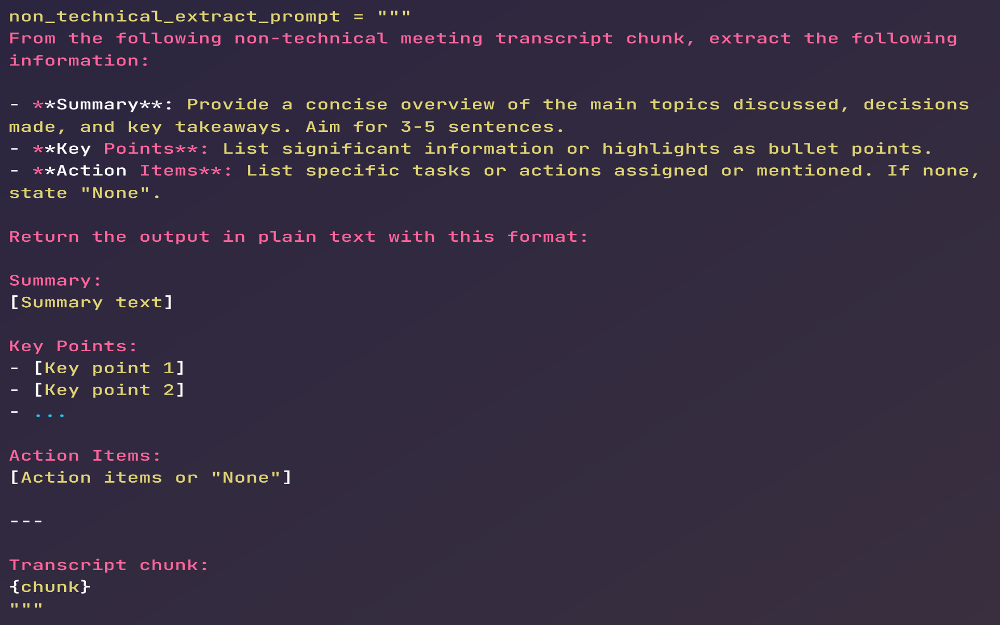 non_technical_extract_prompt = """
From the following non-technical meeting transcript chunk, extract the following
information:

- **Summary**: Provide a concise overview of the main topics discussed, decisions
made, and key takeaways. Aim for 3-5 sentences.
- **Key Points**: List significant information or highlights as bullet points.
- **Action Items**: List specific tasks or actions assigned or mentioned. If none,
state "None".

Return the output in plain text with this format:

Summary:
[Summary text]

Key Points:
- [Key point 1]
- [Key point 2]
- ...

Action Items:
[Action items or "None"]

---

Transcript chunk:
{chunk}
"""